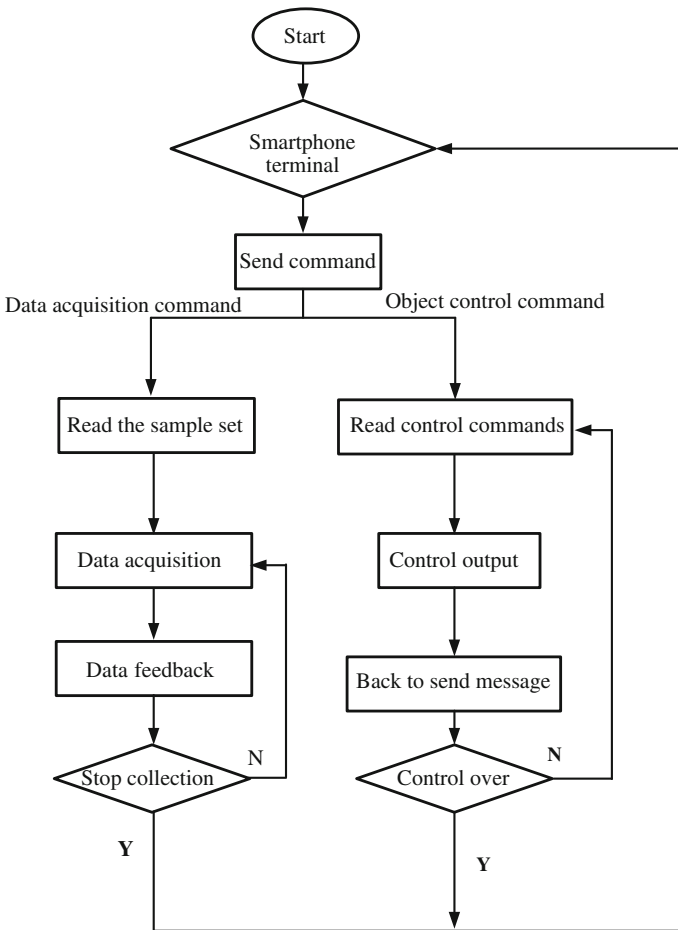 Start
Smartphone
terminal
Send command
Data acquisition command
Object control command
Read the sample set
Read control commands
Data acquisition
Control output
Data feedback
Back to send message
Stop collection
N
Control over
N
Y
Y